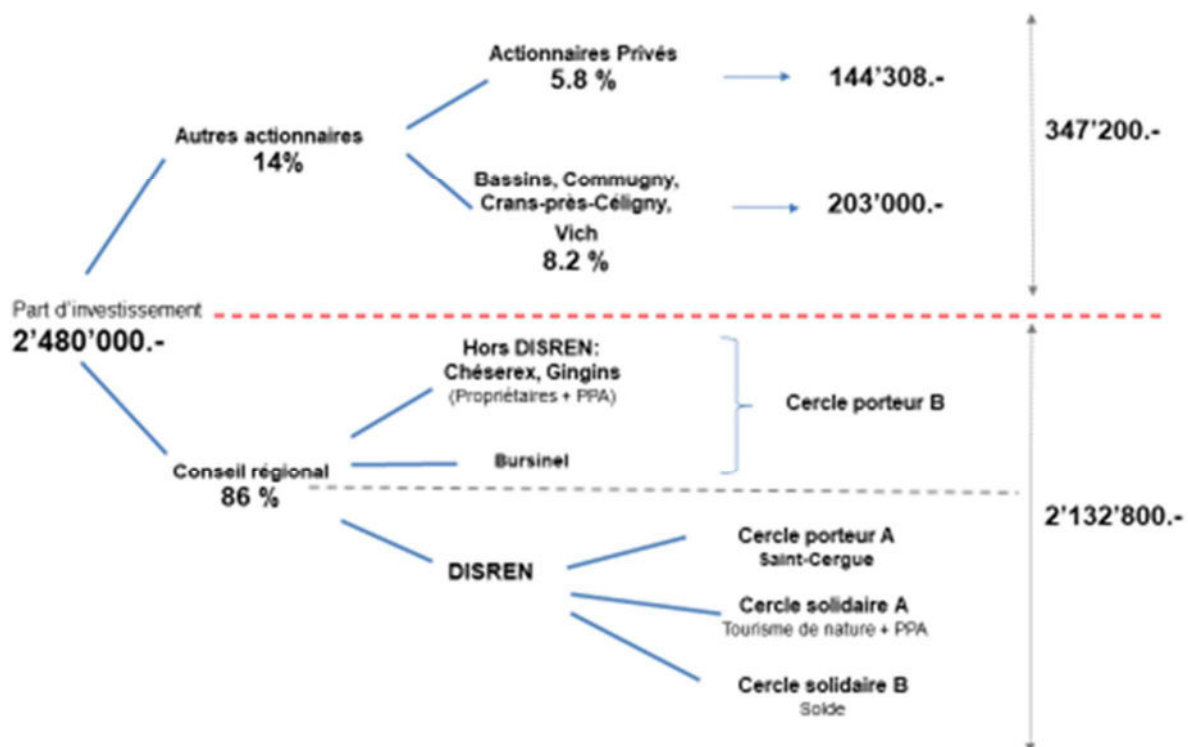 Actionnaires Privés
5.8 %
144'308.-
347'200.-
Autres actionnaires
14%
Bassins, Commugny,
Crans-près-Céligny,
Vich
8.2 %
203'000.-
Part d'investissement
2'480'000.-
Hors DISREN:
Chéserex, Gingins
(Propriétaires + PPA)
Cercle porteur B
Bursinel
Conseil régional
86 %
2'132'800.-
DISREN
Cercle porteur A
Saint-Cergue
Cercle solidaire A
Tourisme de nature + PPA
Cercle solidaire B
Solde